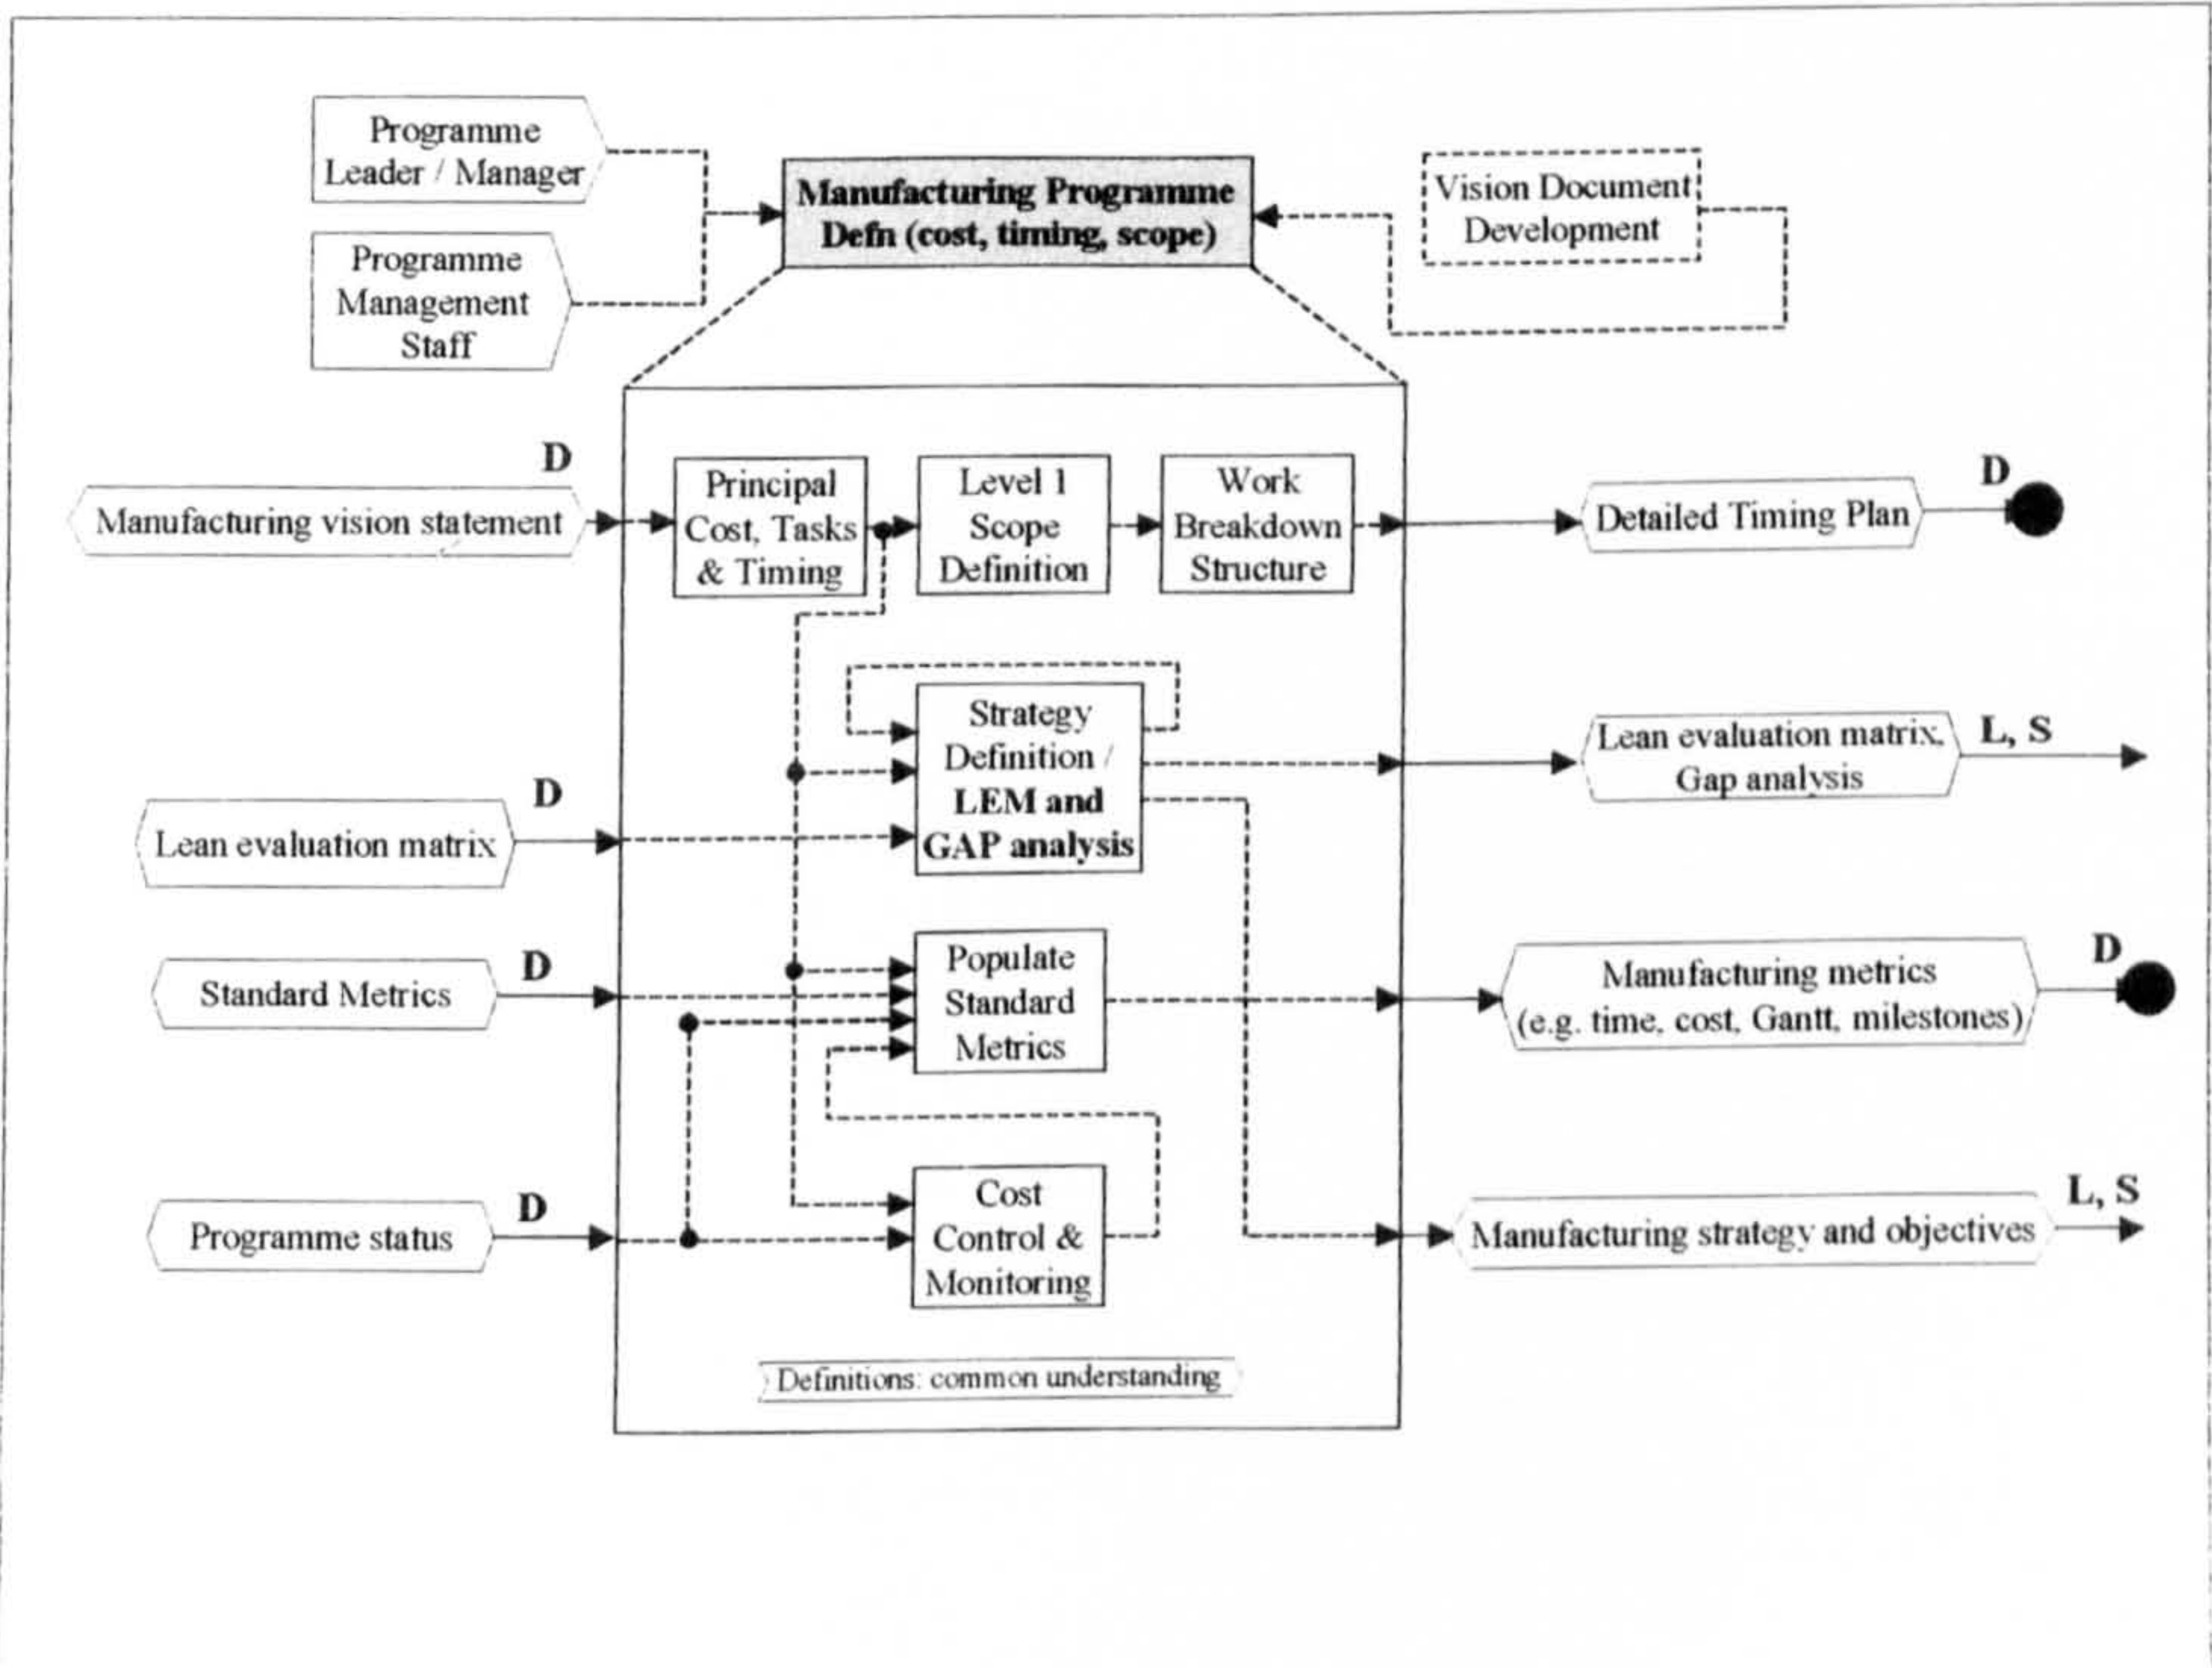 Programme
Leader / Manager
Programme
Management
Staff
Manufacturing Programme
Defn (cost, timing, scope)
Vision Document
Development
D
Manufacturing vision statement
Principal
Cost, Tasks
& Timing
Level 1
Scope
Definition
Work
Breakdown
Structure
Detailed Timing Plan
D
Strategy
Definition /
LEM and
GAP analysis
Lean evaluation matrix,
Gap analysis
L, S
D
Lean evaluation matrix
D
Standard Metrics
Populate
Standard
Metrics
Manufacturing metrics
(e.g. time, cost, Gantt, milestones)
D
D
Programme status
Cost
Control &
Monitoring
Manufacturing strategy and objectives
L, S
Definitions: common understanding